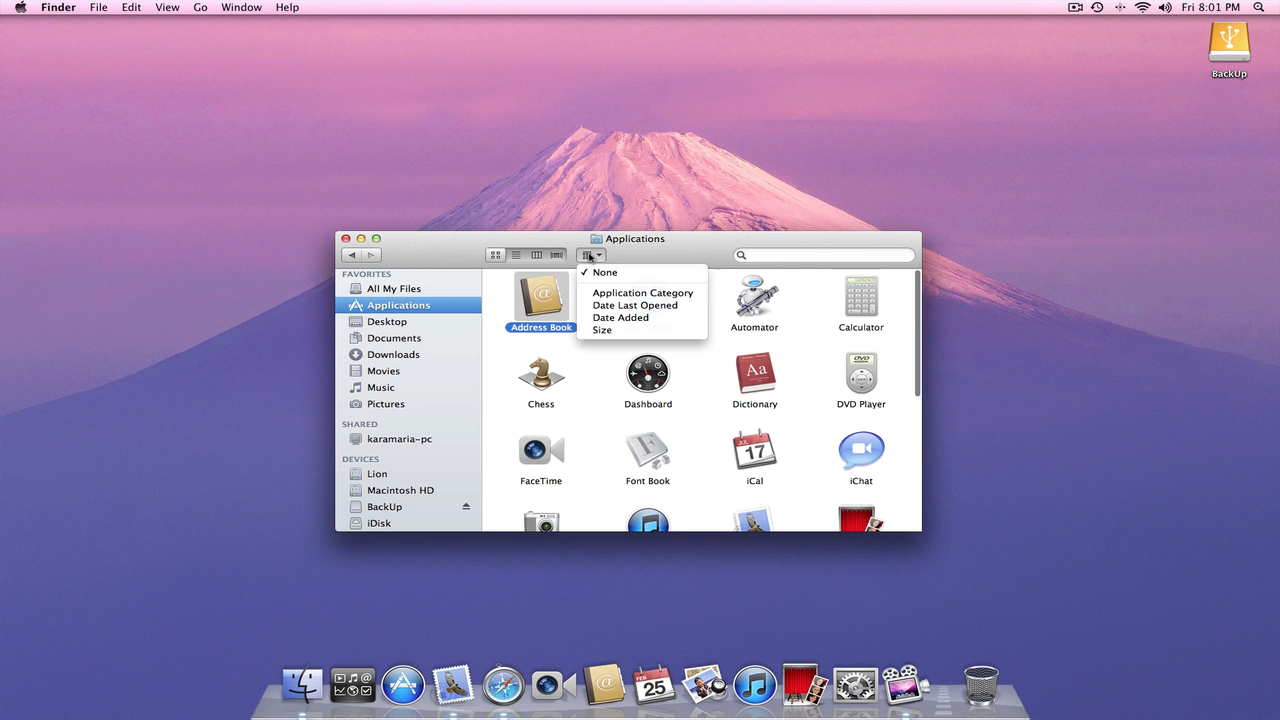 Finder File Edit View Go Window Help Fri 8:01 PM
BackUp
Applications
FAVORITES
All My Files
Applications
Desktop
Documents
Downloads
Movies
Music
Pictures
SHARED
karamaria-pc
DEVICES
Lion
Macintosh HD
BackUp
iDisk
None
Application Category
Date Last Opened
Date Added
Size
Address Book Automator Calculator
Chess Dashboard Dictionary DVD Player
FaceTime Font Book iCal iChat
Aa
DVD
JUL
17
FEB
25